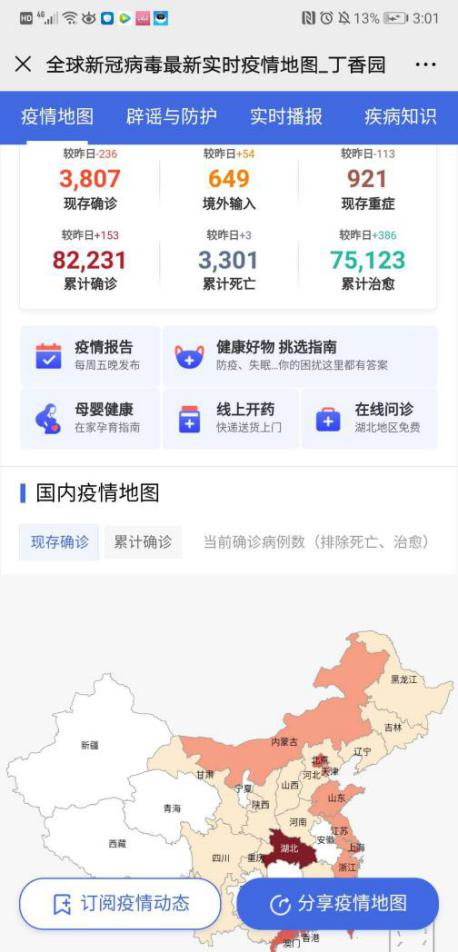 HD 4G 13% 3:01
全球新冠病毒最新实时疫情地图_丁香园
疫情地图 辟谣与防护 实时播报 疾病知识
较昨日-236 较昨日+54 较昨日-113
3,807 649 921
现存确诊 境外输入 现存重症
较昨日+153 较昨日+3 较昨日+386
82,231 3,301 75,123
累计确诊 累计死亡 累计治愈
疫情报告 健康好物 挑选指南
每周五晚发布 防疫、失眠...你的困扰这里都有答案
母婴健康 线上开药 在线问诊
在家孕育指南 快递送货上门 湖北地区免费
国内疫情地图
现存确诊 累计确诊 当前确诊病例数（排除死亡、治愈）
黑龙江
吉林
新疆 内蒙古 辽宁
北京
甘肃 河北 天津
宁夏 山西
青海 陕西 山东
河南 江苏
西藏 湖北 安徽 上海
四川 重庆 浙江
订阅疫情动态 分享疫情地图
澳门 香港